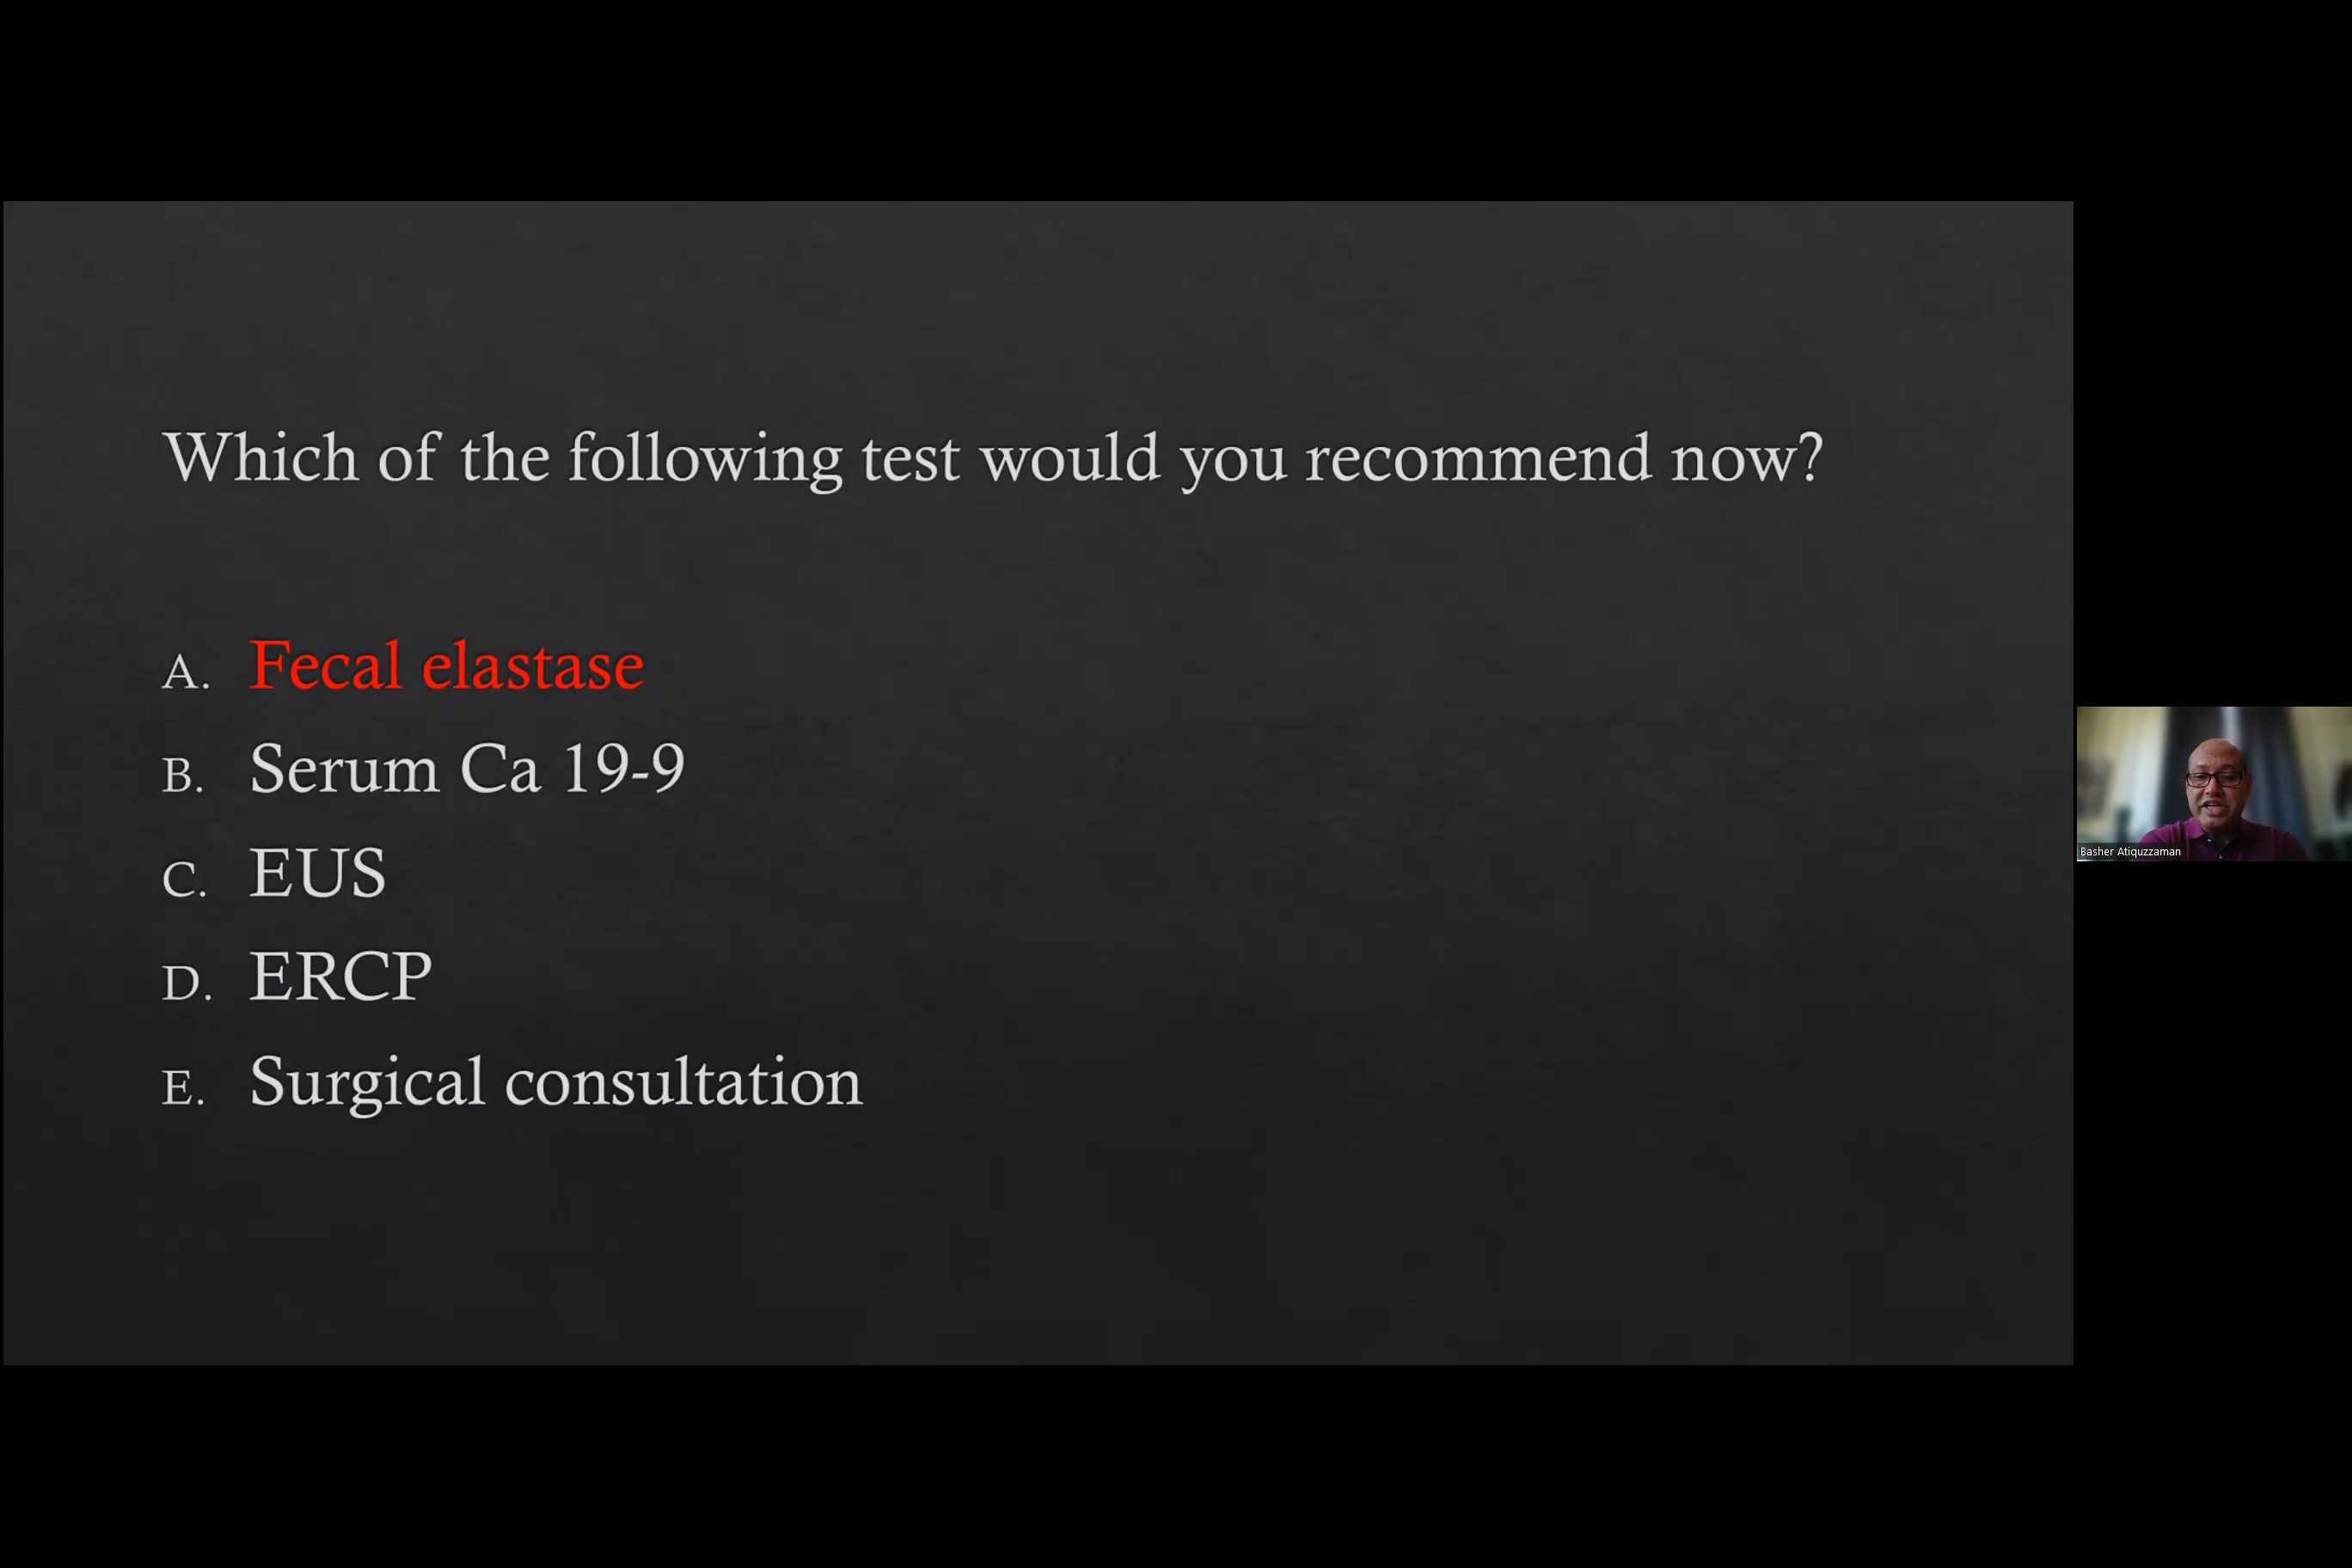 Which of the following test would you recommend now?
A. Fecal elastase
B. Serum Ca 19-9
C. EUS
D. ERCP
E. Surgical consultation
Basher Atiquzzaman